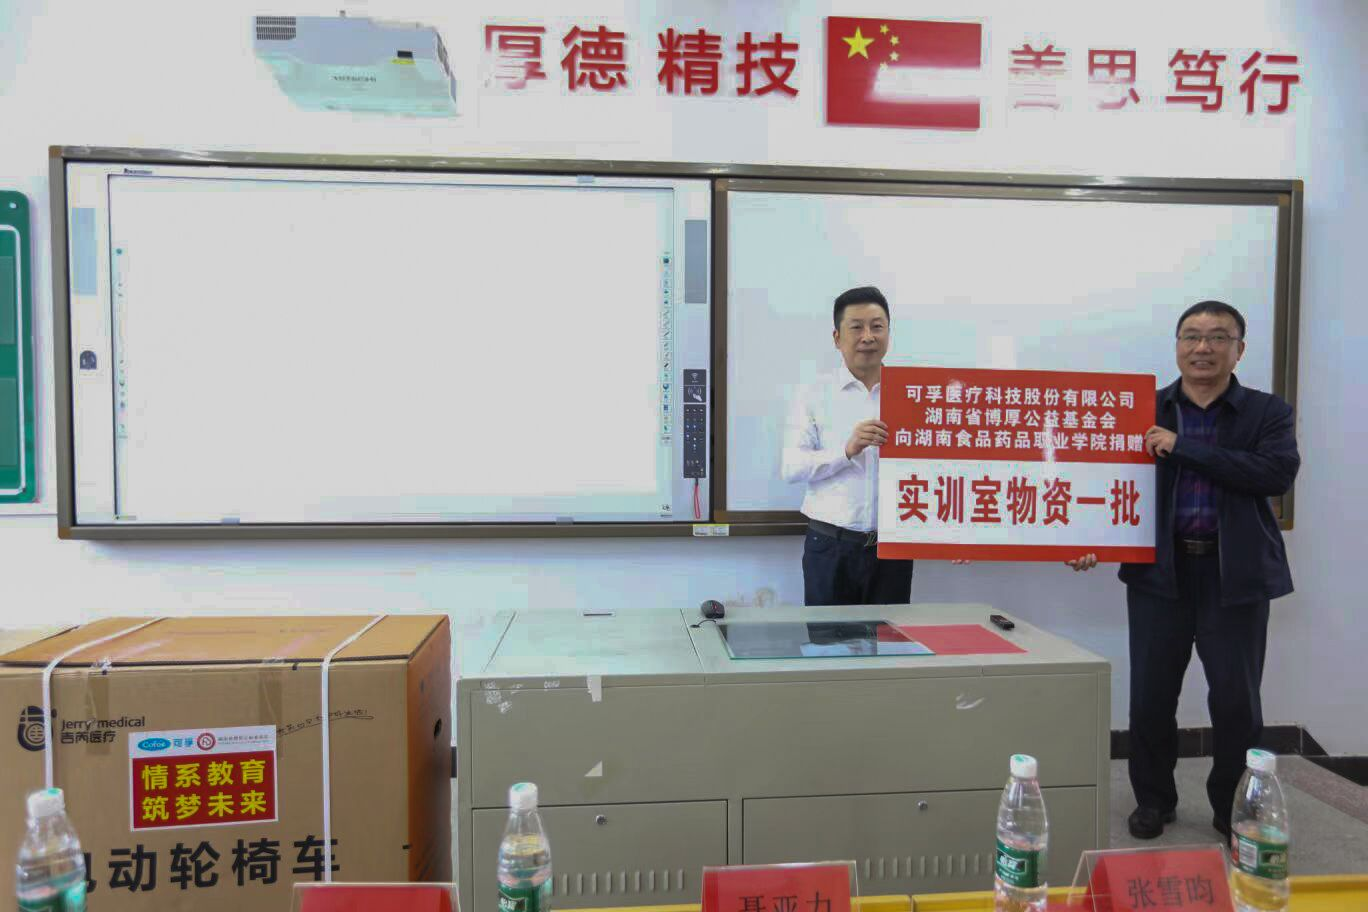 厚德 精技
善思 笃行
可孚医疗科技股份有限公司
湖南省博厚公益基金会
向湖南食品药品职业学院捐赠
实训室物资一批
Jerry medical
吉芮医疗
Cofoe 可孚
情系教育
筑梦未来
电动轮椅车
聂亚力
张雪昀